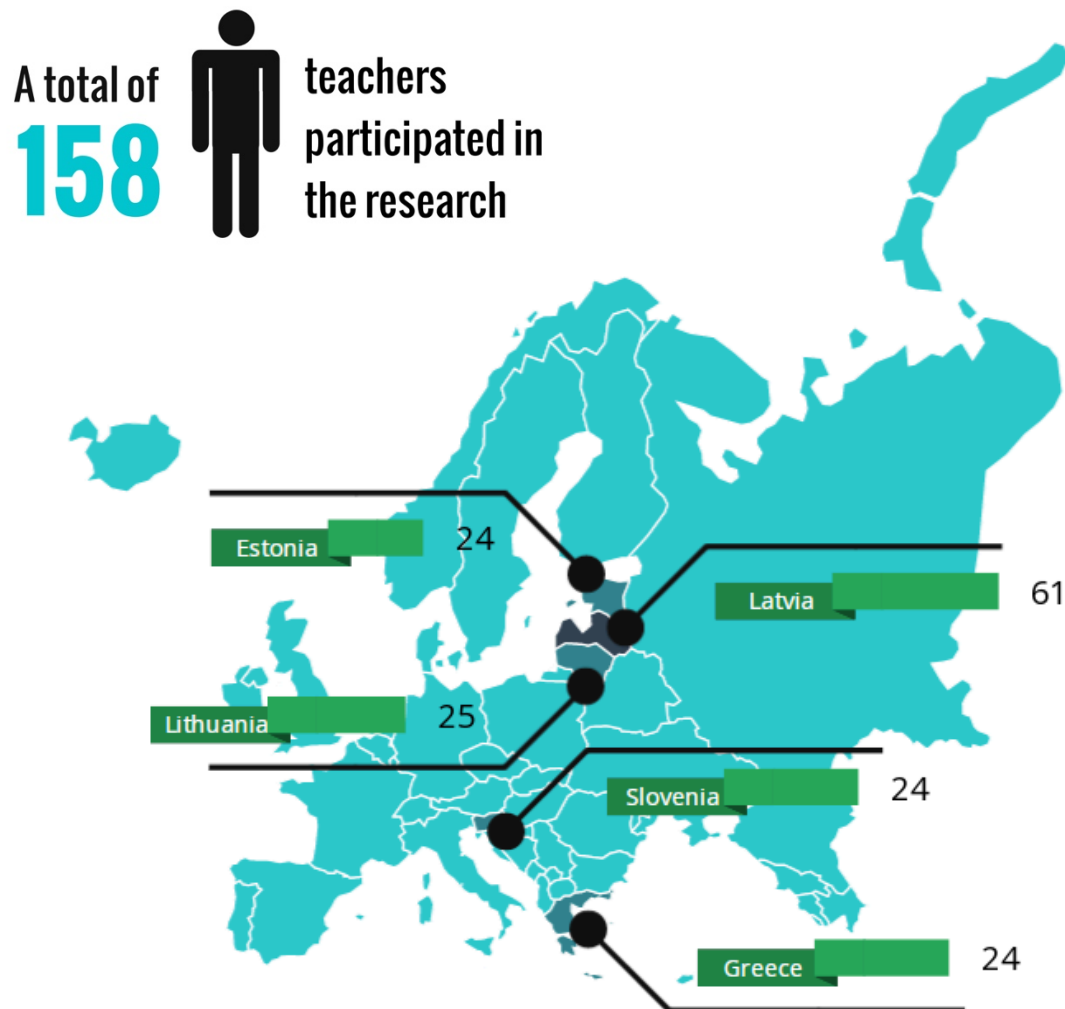 A total of
158
teachers
participated in
the research
Estonia 24
Latvia 61
Lithuania 25
Slovenia 24
Greece 24